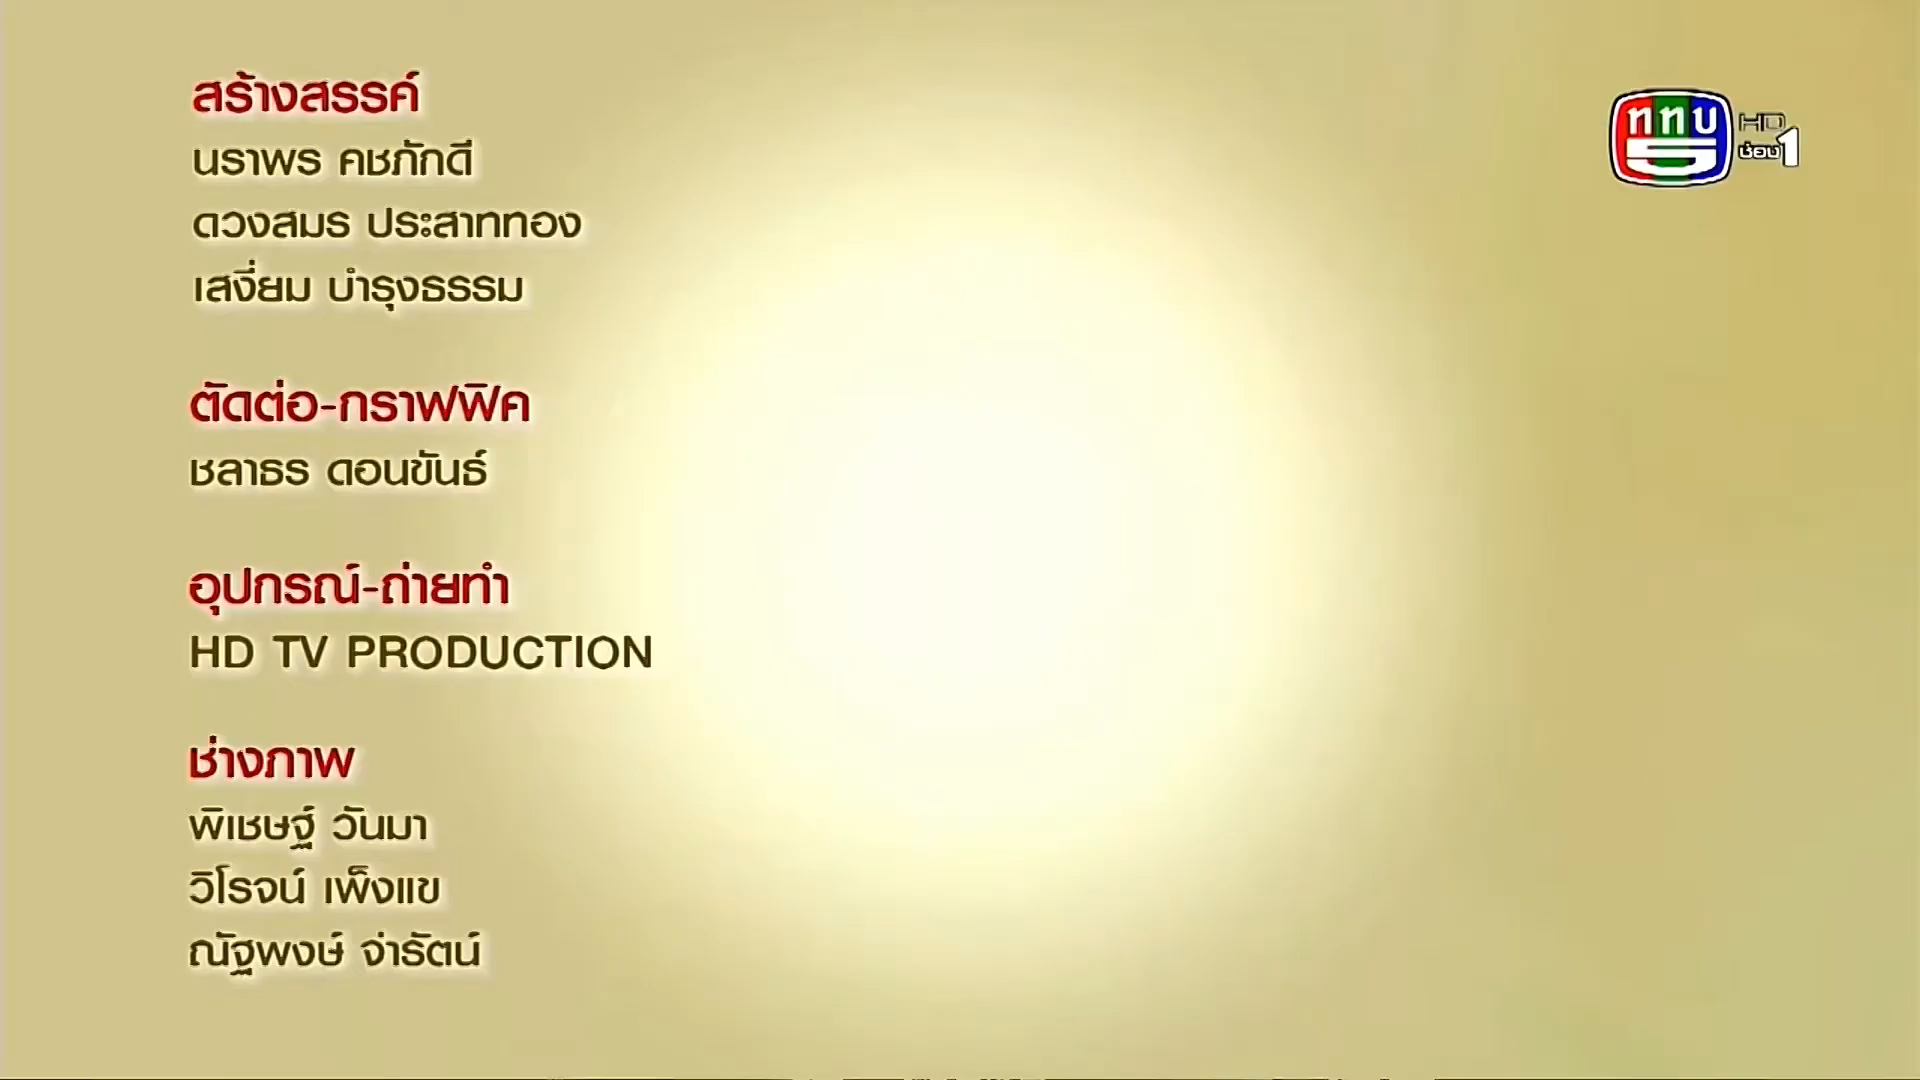 สร้างสรรค์
นราพร คชภักดี
ดวงสมร ประสาททอง
เสงี่ยม บำรุงธรรม
ตัดต่อ-กราฟฟิค
ชลาธร ดอนขันธ์
อุปกรณ์-ถ่ายทำ
HD TV PRODUCTION
ช่างภาพ
พิเชษฐ์ วันมา
วิโรจน์ เพ็งแข
ณัฐพงษ์ จ่ารัตน์
ททบ 5
HD
ช่อง 1